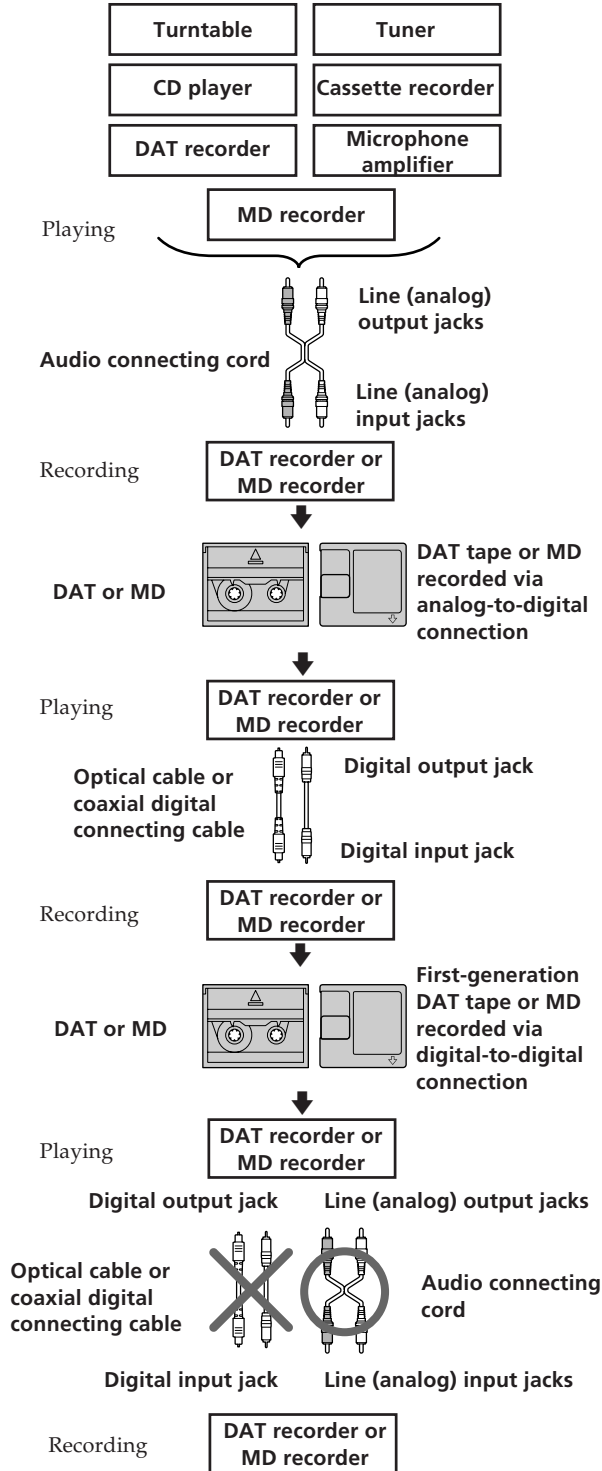 Turntable
Tuner
CD player
Cassette recorder
DAT recorder
Microphone
amplifier
MD recorder
Playing
Line (analog)
output jacks
Audio connecting cord
Line (analog)
input jacks
Recording
DAT recorder or
MD recorder
DAT or MD
DAT tape or MD
recorded via
analog-to-digital
connection
Playing
DAT recorder or
MD recorder
Optical cable or
coaxial digital
connecting cable
Digital output jack
Digital input jack
Recording
DAT recorder or
MD recorder
DAT or MD
First-generation
DAT tape or MD
recorded via
digital-to-digital
connection
Playing
DAT recorder or
MD recorder
Digital output jack
Line (analog) output jacks
Optical cable or
coaxial digital
connecting cable
Audio connecting
cord
Digital input jack
Line (analog) input jacks
Recording
DAT recorder or
MD recorder